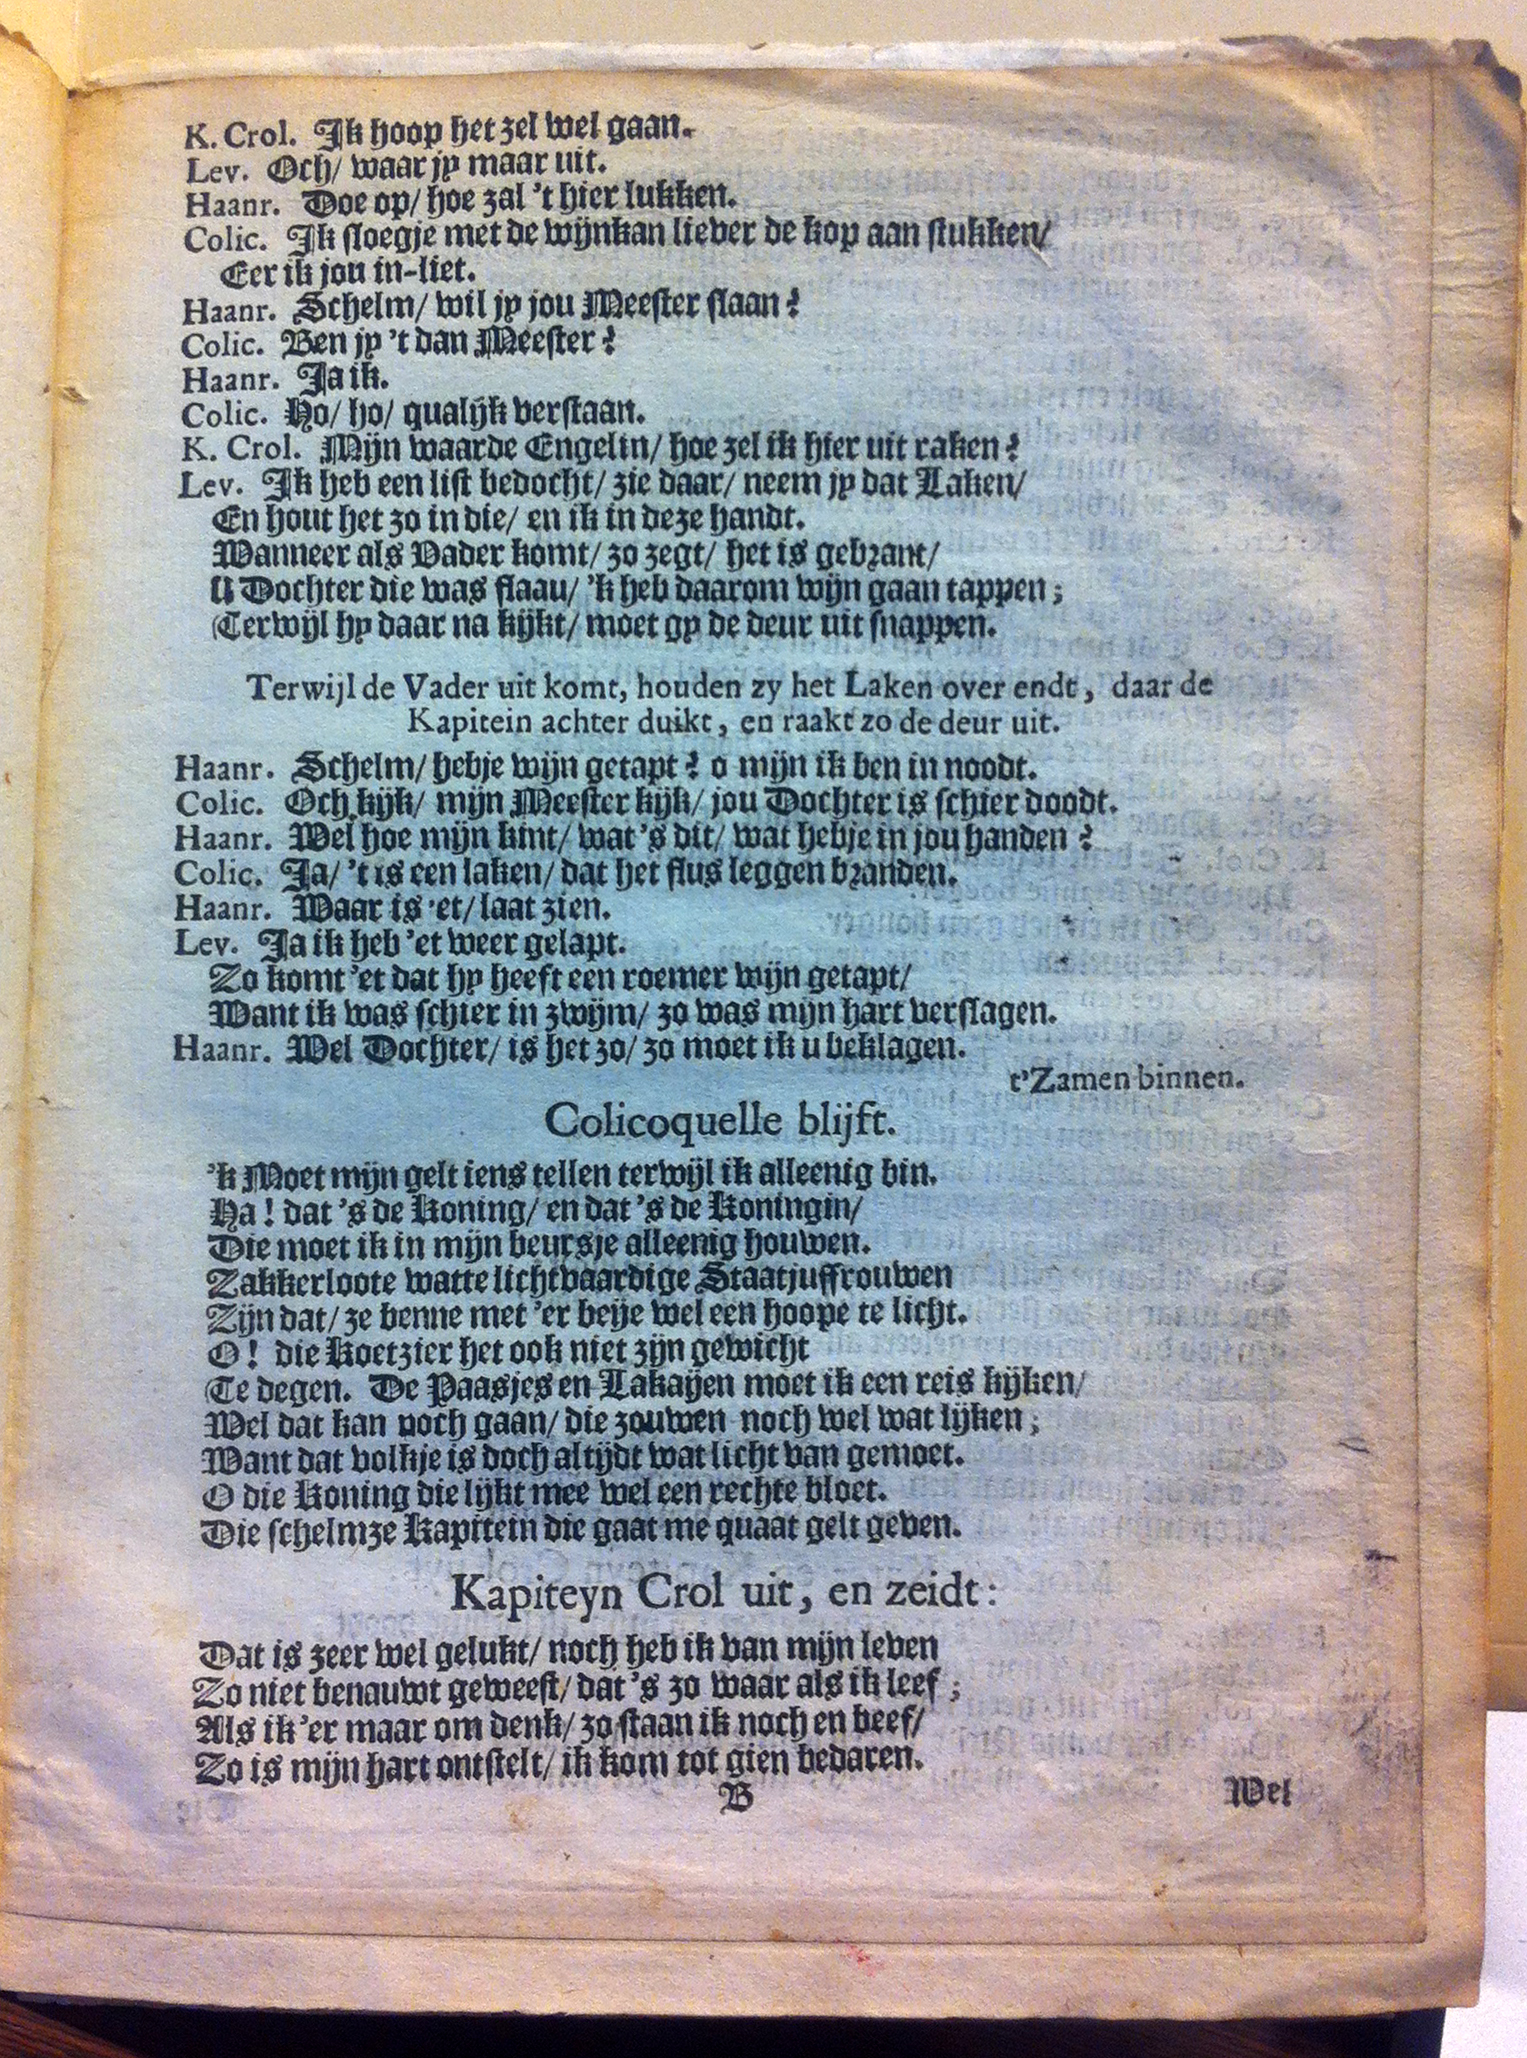 K. Crol. Ik hoop het zel wel gaan.
Lev. Och/ waar jy maar uit.
Haanr. Doe op/ hoe zal 't hier lukken.
Colic. Ik sloegje met de wijnkan liever de kop aan stukken/
Eer ik jou in-liet.
Haanr. Schelm/ wil jy jou Meester slaan?
Colic. Ben jy 't dan Meester?
Haanr. Ja ik.
Colic. Ho/ ho/ qualijk verstaan.
K. Crol. Mijn waarde Engelin/ hoe zel ik hier uit raken?
Lev. Ik heb een list bedocht/ zie daar/ neem jy dat Laken/
En hout het zo in die/ en ik in deze handt.
Wanneer als Vader komt/ zo zegt/ het is gebrant/
U Dochter die was flaau/ 'k heb daarom wijn gaan tappen;
Terwijl hy daar na kijkt/ moet gy de deur uit snappen.
Terwijl de Vader uit komt, houden zy het Laken over endt, daar de
Kapitein achter duikt, en raakt zo de deur uit.
Haanr. Schelm/ hebje wijn getapt? o mijn ik ben in noodt.
Colic. Och kijk/ mijn Meester kijk/ jou Dochter is schier doodt.
Haanr. Wel hoe mijn kint/ wat 's dit/ wat hebje in jou handen?
Colic. Ja/ 't is een laken/ dat het flus leggen branden.
Haanr. Waar is 'et/ laat zien.
Lev. Ja ik heb 'et weer gelapt.
Zo komt 'et dat hy heeft een roemer wijn getapt/
Want ik was schier in zwijm/ zo was mijn hart verslagen.
Haanr. Wel Dochter/ is het zo/ zo moet ik u beklagen.
t'Zamen binnen.
Colicoquelle blijft.
'k Moet mijn gelt iens tellen terwijl ik alleenig bin.
Ha! dat 's de Koning/ en dat 's de Koningin/
Die moet ik in mijn beursje alleenig houwen.
Zakkerloote watte lichtvaardige Staatjuffrouwen
Zijn dat/ ze benne met 'er beije wel een hoope te licht.
O! die Koetzier het ook niet zijn gewicht
Te degen. De Paasjes en Lakaijen moet ik een reis kijken/
Wel dat kan noch gaan/ die zouwen noch wel wat lijken;
Want dat volkje is doch altijdt wat licht van gemoet.
O die Koning die lijkt mee wel een rechte bloet.
Die schelmze Kapitein die gaat me quaat gelt geven.
Kapiteyn Crol uit, en zeidt:
Dat is zeer wel gelukt/ noch heb ik van mijn leven
Zo niet benauwt geweest/ dat 's zo waar als ik leef;
Als ik 'er maar om denk/ zo staan ik noch en beef/
Zo is mijn hart ontstelt/ ik kom tot gien bedaren.
B Wel